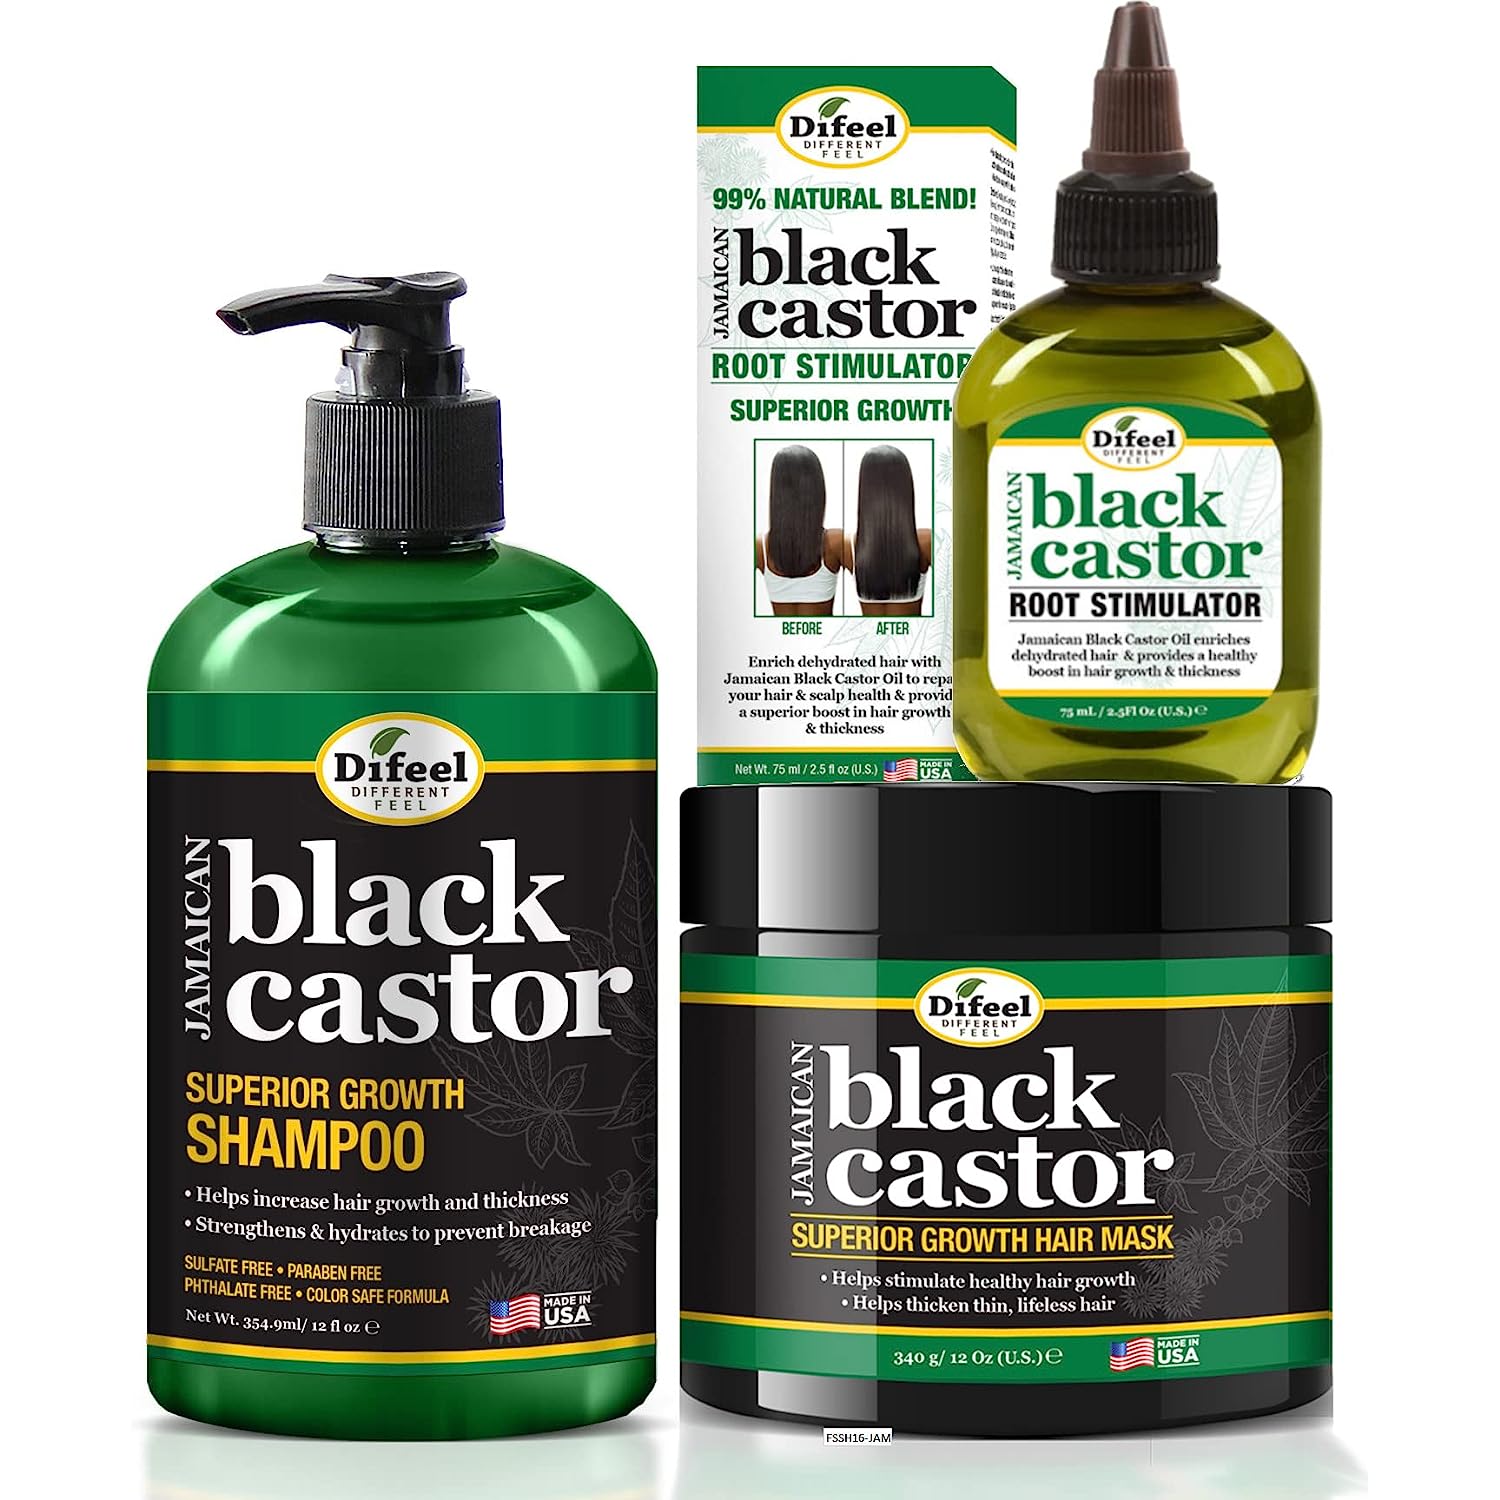 Difeel
DIFFERENT
FEEL
99% NATURAL BLEND!
JAMAICAN
black
castor
ROOT STIMULATOR
SUPERIOR GROWTH
BEFORE AFTER
Enrich dehydrated hair with
Jamaican Black Castor Oil to
your hair & scalp health &
a superior boost in hair growth
& thickness
Net Wt. 75 ml / 2.5 fl oz (U.S.)
MADE IN
USA
Difeel
DIFFERENT
FEEL
JAMAICAN
black
castor
ROOT STIMULATOR
Jamaican Black Castor Oil enriches
dehydrated hair & provides a healthy
boost in hair growth & thickness
75 mL / 2.5Fl Oz (U.S.) ℮
Difeel
DIFFERENT
FEEL
JAMAICAN
black
castor
SUPERIOR GROWTH
SHAMPOO
• Helps increase hair growth and thickness
• Strengthens & hydrates to prevent breakage
SULFATE FREE • PARABEN FREE
PHTHALATE FREE • COLOR SAFE FORMULA
Net Wt. 354.9ml/ 12 fl oz ℮
MADE IN
USA
Difeel
DIFFERENT
FEEL
JAMAICAN
black
castor
SUPERIOR GROWTH HAIR MASK
• Helps stimulate healthy hair growth
• Helps thicken thin, lifeless hair
340 g/ 12 Oz (U.S.) ℮
MADE IN
USA
FSSH16-JAM